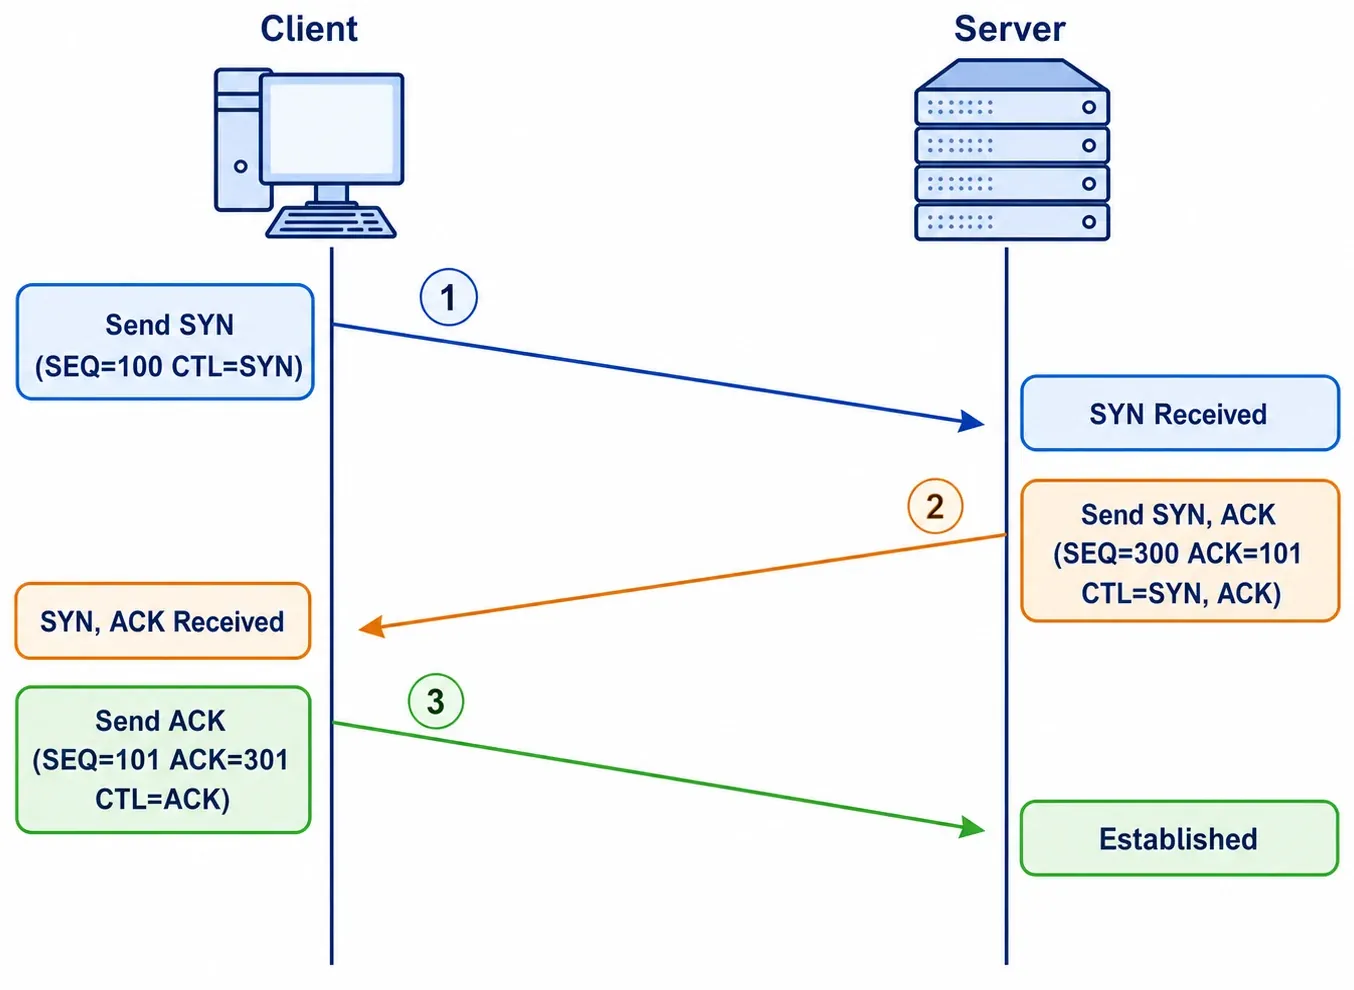 Client
Server
1
Send SYN
(SEQ=100 CTL=SYN)
SYN Received
2
Send SYN, ACK
(SEQ=300 ACK=101
CTL=SYN, ACK)
SYN, ACK Received
3
Send ACK
(SEQ=101 ACK=301
CTL=ACK)
Established